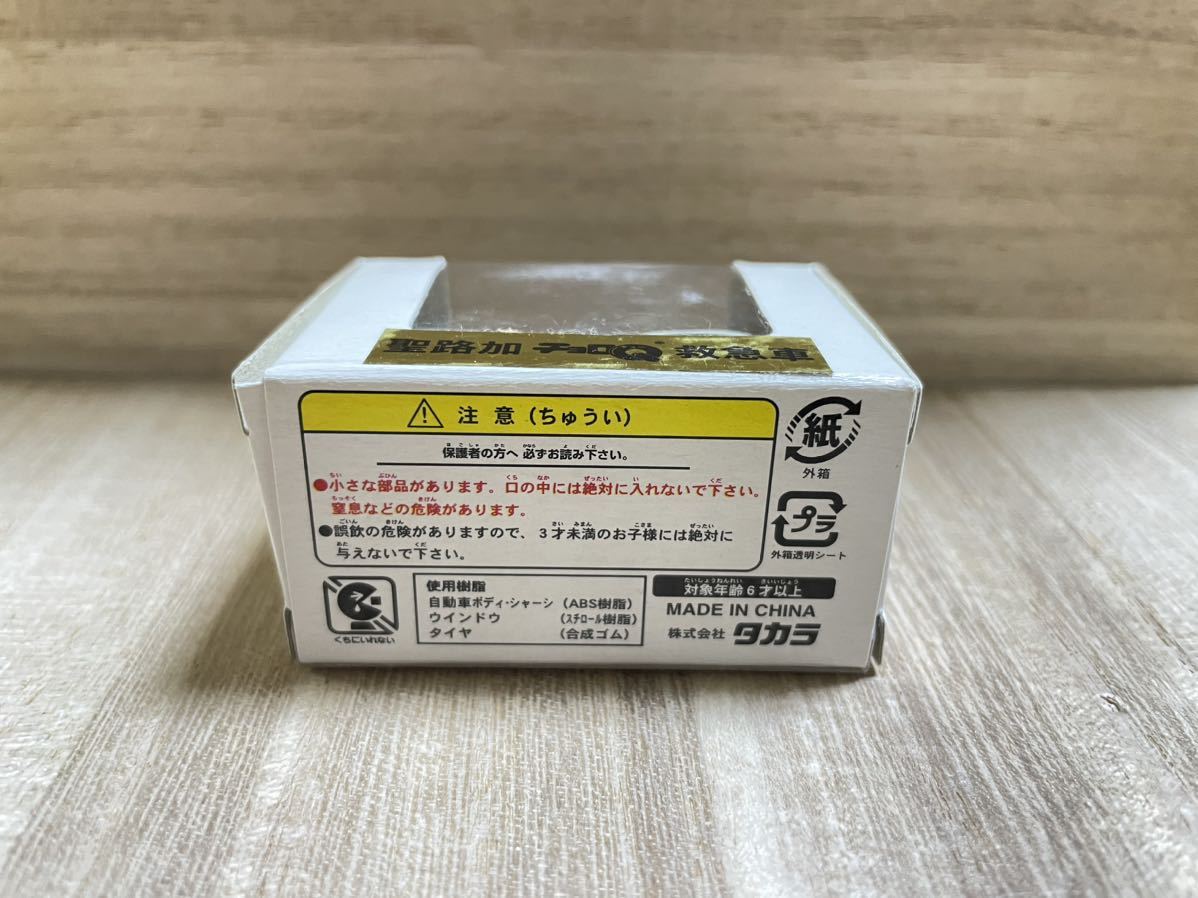 聖路加 チョロQ 救急車
注意(ちゅうい)
保護者の方へ 必ずお読み下さい。
●小さな部品があります。口の中には絶対に入れないで下さい。
窒息などの危険があります。
●誤飲の危険がありますので、3才未満のお子様には絶対に
与えないで下さい。
紙
外箱
プラ
外箱透明シート
くちにいれない
使用樹脂
自動車ボディ・シャーシ(ABS樹脂)
ウインドウ (スチロール樹脂)
タイヤ (合成ゴム)
対象年齢6才以上
MADE IN CHINA
株式会社 タカラ